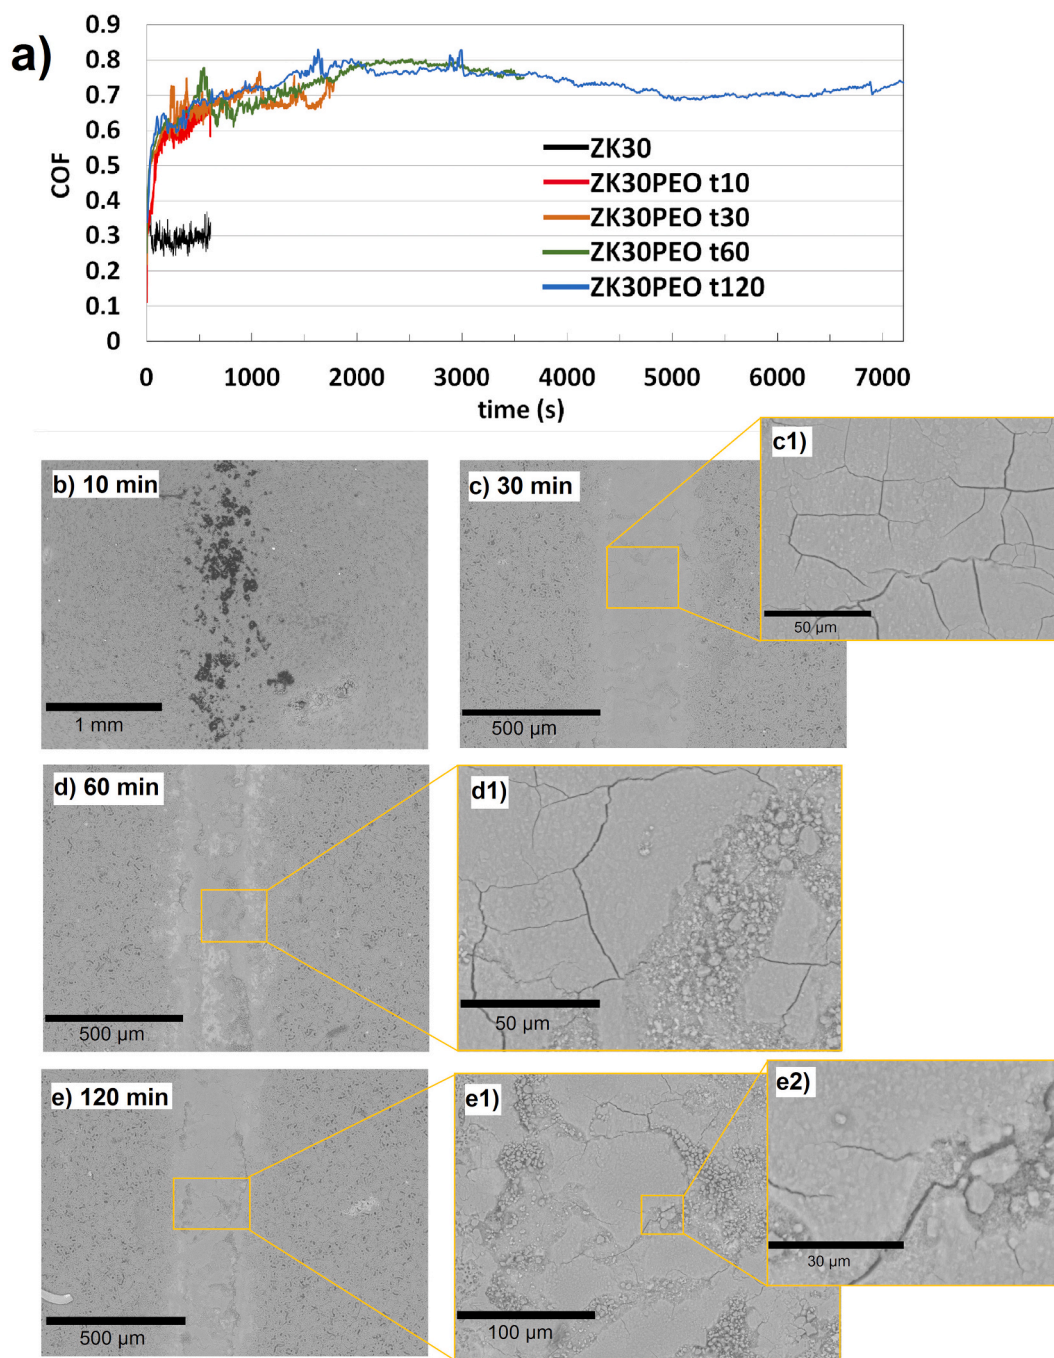 a)
0.9
0.8
0.7
0.6
0.5
0.4
0.3
0.2
0.1
0
COF
ZK30
ZK30PEO t10
ZK30PEO t30
ZK30PEO t60
ZK30PEO t120
0 1000 2000 3000 4000 5000 6000 7000
time (s)
b) 10 min
1 mm
c) 30 min
500 µm
c1)
50 µm
d) 60 min
500 µm
d1)
50 µm
e) 120 min
500 µm
e1)
100 µm
e2)
30 µm